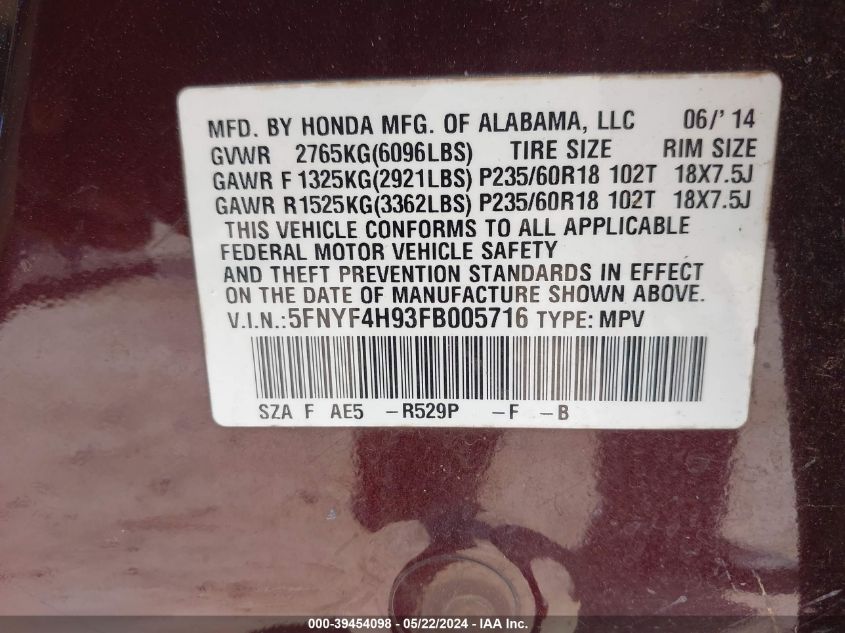 MFD. BY HONDA MFG. OF ALABAMA, LLC 06/'14
GVWR 2765KG(6096LBS) TIRE SIZE RIM SIZE
GAWR F 1325KG(2921LBS) P235/60R18 102T 18X7.5J
GAWR R1525KG(3362LBS) P235/60R18 102T 18X7.5J
THIS VEHICLE CONFORMS TO ALL APPLICABLE
FEDERAL MOTOR VEHICLE SAFETY
AND THEFT PREVENTION STANDARDS IN EFFECT
ON THE DATE OF MANUFACTURE SHOWN ABOVE.
V.I.N.:5FNYF4H93FB005716 TYPE: MPV
SZA F AE5 -R529P -F -B
000-39454098 - 05/22/2024 - IAA Inc.